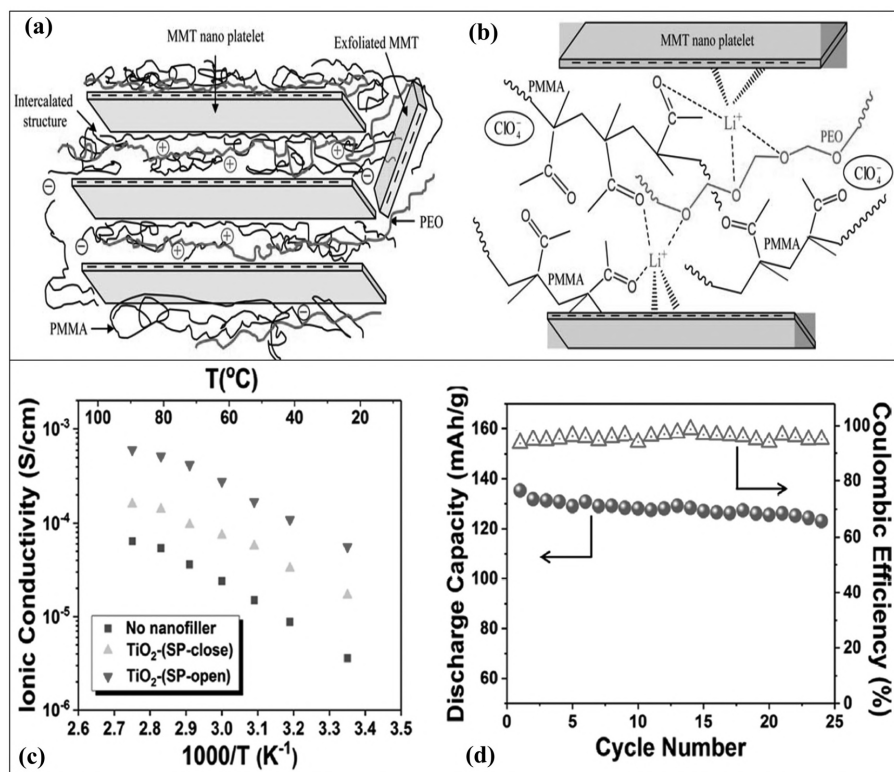 (a)
MMT nano platelet
Exfoliated MMT
Intercalated
structure
⊕
⊕
⊕
⊖
⊖
⊕
PEO
⊖
⊕
⊕
⊕
PMMA
⊖
(b)
MMT nano platelet
PMMA
O
Li⁺
PEO
ClO₄⁻
O
O
O
ClO₄⁻
O
O
O
O
O
PMMA
Li⁺
PMMA
O
O
MMT nano platelet
T(ºC)
100 80 60 40 20
Ionic Conductivity (S/cm)
10⁻³
10⁻⁴
10⁻⁵
10⁻⁶
No nanofiller
TiO₂-(SP-close)
TiO₂-(SP-open)
2.7 2.8 2.9 3.0 3.1 3.2 3.3 3.4 3.5
1000/T (K⁻¹)
(c)
Discharge Capacity (mAh/g)
160
140
120
100
80
60
Coulombic Efficiency (%)
100
80
60
40
20
0
0 5 10 15 20 25
Cycle Number
(d)